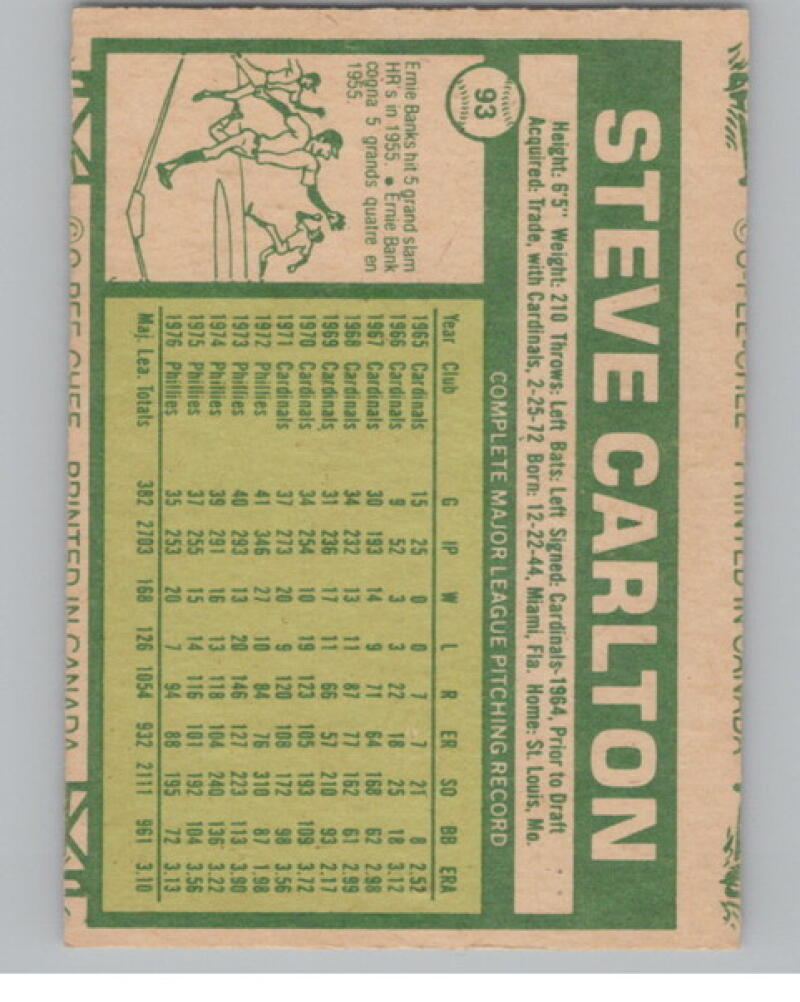 © O-PEE-CHEE PRINTED IN CANADA
STEVE CARLTON
93
Height: 6'5" Weight: 210 Throws: Left Bats: Left Signed: Cardinals-1964, Prior to Draft
Acquired: Trade, with Cardinals, 2-25-72 Born: 12-22-44, Miami, Fla. Home: St. Louis, Mo.
COMPLETE MAJOR LEAGUE PITCHING RECORD
Ernie Banks hit 5 grand slam
HR's in 1955. • Ernie Bank
cogna 5 grands quatre en
1955.
Year Club G IP W L R ER SO BB ERA
1965 Cardinals 15 25 0 0 7 7 21 8 2.52
1966 Cardinals 9 52 3 3 22 18 25 18 3.12
1967 Cardinals 30 193 14 9 71 64 168 62 2.98
1968 Cardinals 34 232 13 11 87 77 162 61 2.99
1969 Cardinals 31 236 17 11 66 57 210 93 2.17
1970 Cardinals 34 254 10 19 123 105 193 109 3.72
1971 Cardinals 37 273 20 9 120 108 172 98 3.56
1972 Phillies 41 346 27 10 84 76 310 87 1.98
1973 Phillies 40 293 13 20 146 127 223 113 3.90
1974 Phillies 39 291 16 13 118 104 240 136 3.22
1975 Phillies 37 255 15 14 116 101 192 104 3.56
1976 Phillies 35 253 20 7 94 88 195 72 3.13
Maj. Lea. Totals 382 2703 168 126 1054 932 2111 961 3.10
© O-PEE-CHEE PRINTED IN CANADA